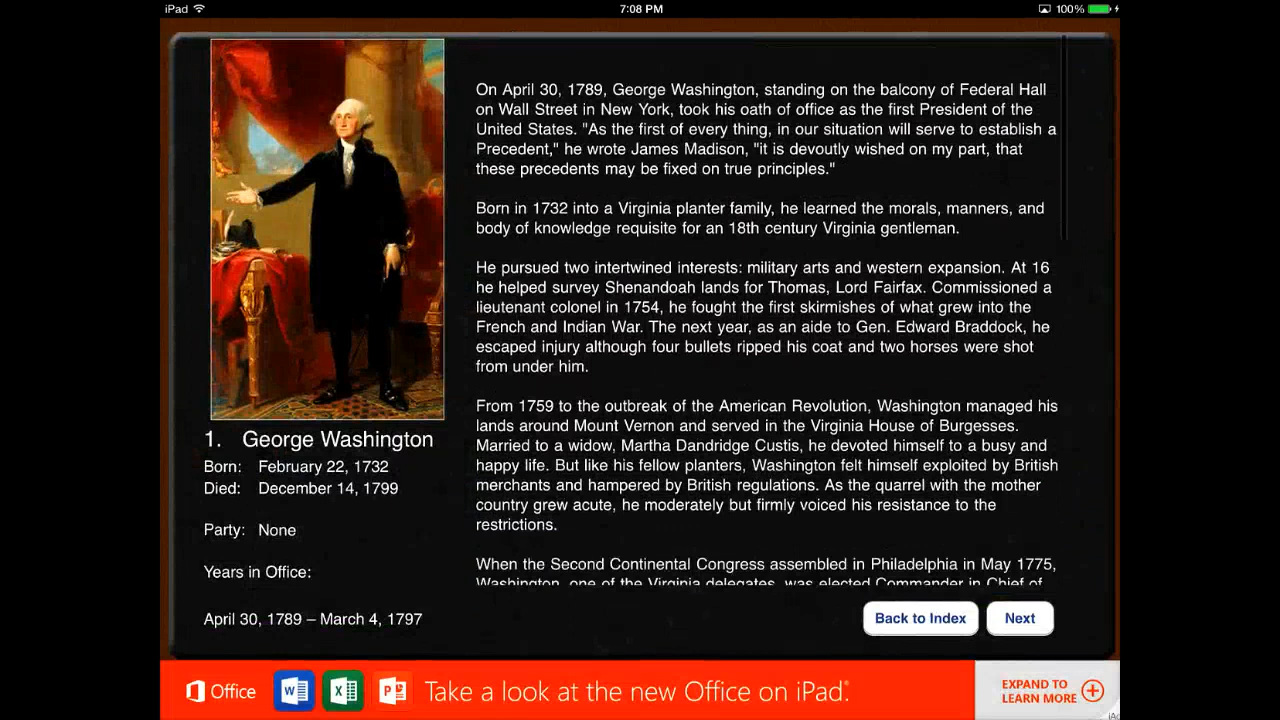 iPad
7:08 PM
100%
On April 30, 1789, George Washington, standing on the balcony of Federal Hall
on Wall Street in New York, took his oath of office as the first President of the
United States. "As the first of every thing, in our situation will serve to establish a
Precedent," he wrote James Madison, "it is devoutly wished on my part, that
these precedents may be fixed on true principles."
Born in 1732 into a Virginia planter family, he learned the morals, manners, and
body of knowledge requisite for an 18th century Virginia gentleman.
He pursued two intertwined interests: military arts and western expansion. At 16
he helped survey Shenandoah lands for Thomas, Lord Fairfax. Commissioned a
lieutenant colonel in 1754, he fought the first skirmishes of what grew into the
French and Indian War. The next year, as an aide to Gen. Edward Braddock, he
escaped injury although four bullets ripped his coat and two horses were shot
from under him.
From 1759 to the outbreak of the American Revolution, Washington managed his
lands around Mount Vernon and served in the Virginia House of Burgesses.
Married to a widow, Martha Dandridge Custis, he devoted himself to a busy and
happy life. But like his fellow planters, Washington felt himself exploited by British
merchants and hampered by British regulations. As the quarrel with the mother
country grew acute, he moderately but firmly voiced his resistance to the
restrictions.
When the Second Continental Congress assembled in Philadelphia in May 1775,
Washington, one of the Virginia delegates, was elected Commander in Chief of
1. George Washington
Born: February 22, 1732
Died: December 14, 1799
Party: None
Years in Office:
April 30, 1789 – March 4, 1797
Back to Index
Next
Office
Take a look at the new Office on iPad.
EXPAND TO
LEARN MORE
iAd